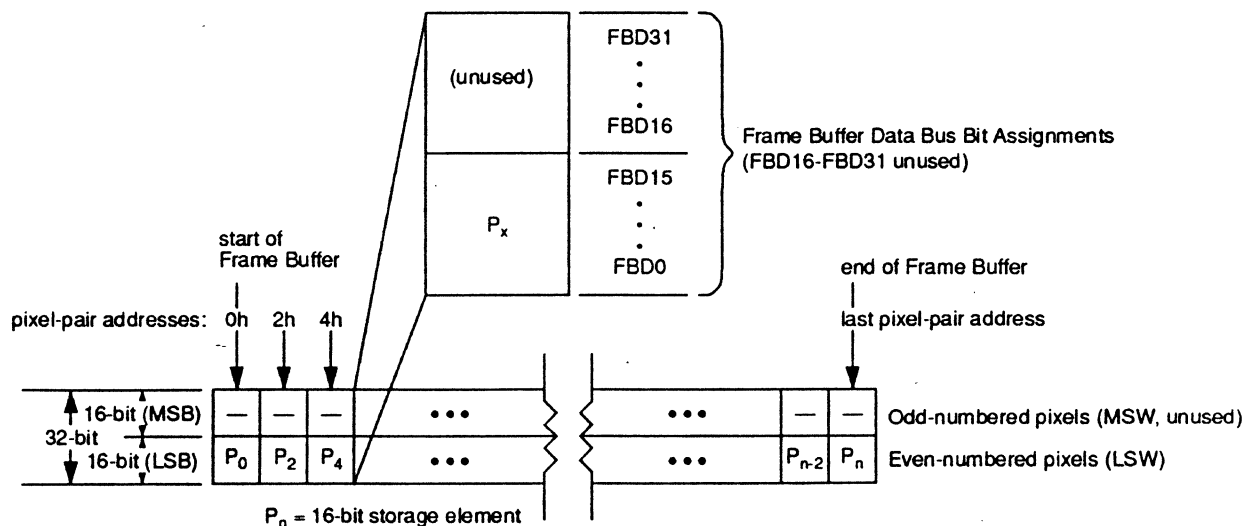 FBD31
(unused)
FBD16
Frame Buffer Data Bus Bit Assignments
(FBD16-FBD31 unused)
FBD15
Px
FBD0
start of
Frame Buffer
end of Frame Buffer
pixel-pair addresses: 0h 2h 4h
last pixel-pair address
16-bit (MSB)
— — — ••• ••• — —
Odd-numbered pixels (MSW, unused)
32-bit
16-bit (LSB)
P0 P2 P4 ••• ••• Pn-2 Pn
Even-numbered pixels (LSW)
Pn = 16-bit storage element